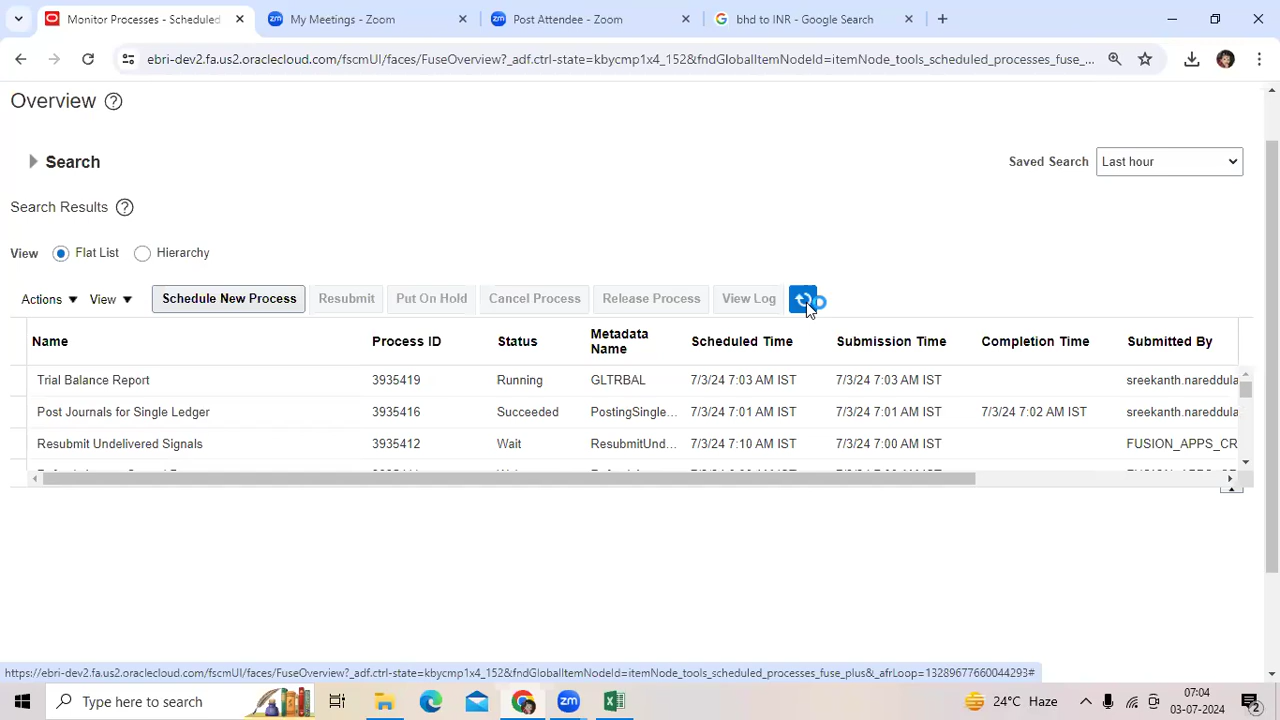 Monitor Processes - Scheduled
My Meetings - Zoom
Post Attendee - Zoom
bhd to INR - Google Search
ebri-dev2.fa.us2.oraclecloud.com/fscmUI/faces/FuseOverview?_adf.ctrl-state=kbycmp1x4_152&fndGlobalItemNodeId=itemNode_tools_scheduled_processes_fuse_...
Overview
Search
Saved Search Last hour
Search Results
View Flat List Hierarchy
Actions View Schedule New Process Resubmit Put On Hold Cancel Process Release Process View Log
Name Process ID Status Metadata Name Scheduled Time Submission Time Completion Time Submitted By
Trial Balance Report 3935419 Running GLTRBAL 7/3/24 7:03 AM IST 7/3/24 7:03 AM IST sreekanth.nareddula
Post Journals for Single Ledger 3935416 Succeeded PostingSingle... 7/3/24 7:01 AM IST 7/3/24 7:01 AM IST 7/3/24 7:02 AM IST sreekanth.nareddula
Resubmit Undelivered Signals 3935412 Wait ResubmitUnd... 7/3/24 7:10 AM IST 7/3/24 7:00 AM IST FUSION_APPS_CR
https://ebri-dev2.fa.us2.oraclecloud.com/fscmUI/faces/FuseOverview?_adf.ctrl-state=kbycmp1x4_152&fndGlobalItemNodeId=itemNode_tools_scheduled_processes_fuse_plus&_afrLoop=13289677660044293#
Type here to search
24°C Haze
07:04
03-07-2024
2